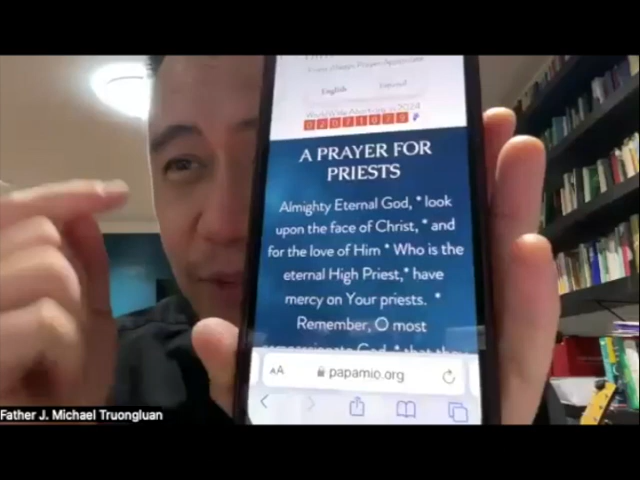 English
A PRAYER FOR
PRIESTS
Almighty Eternal God, * look
upon the face of Christ, * and
for the love of Him * Who is the
eternal High Priest,* have
mercy on Your priests. *
Remember, O most
AA papamio.org
Father J. Michael Truongluan